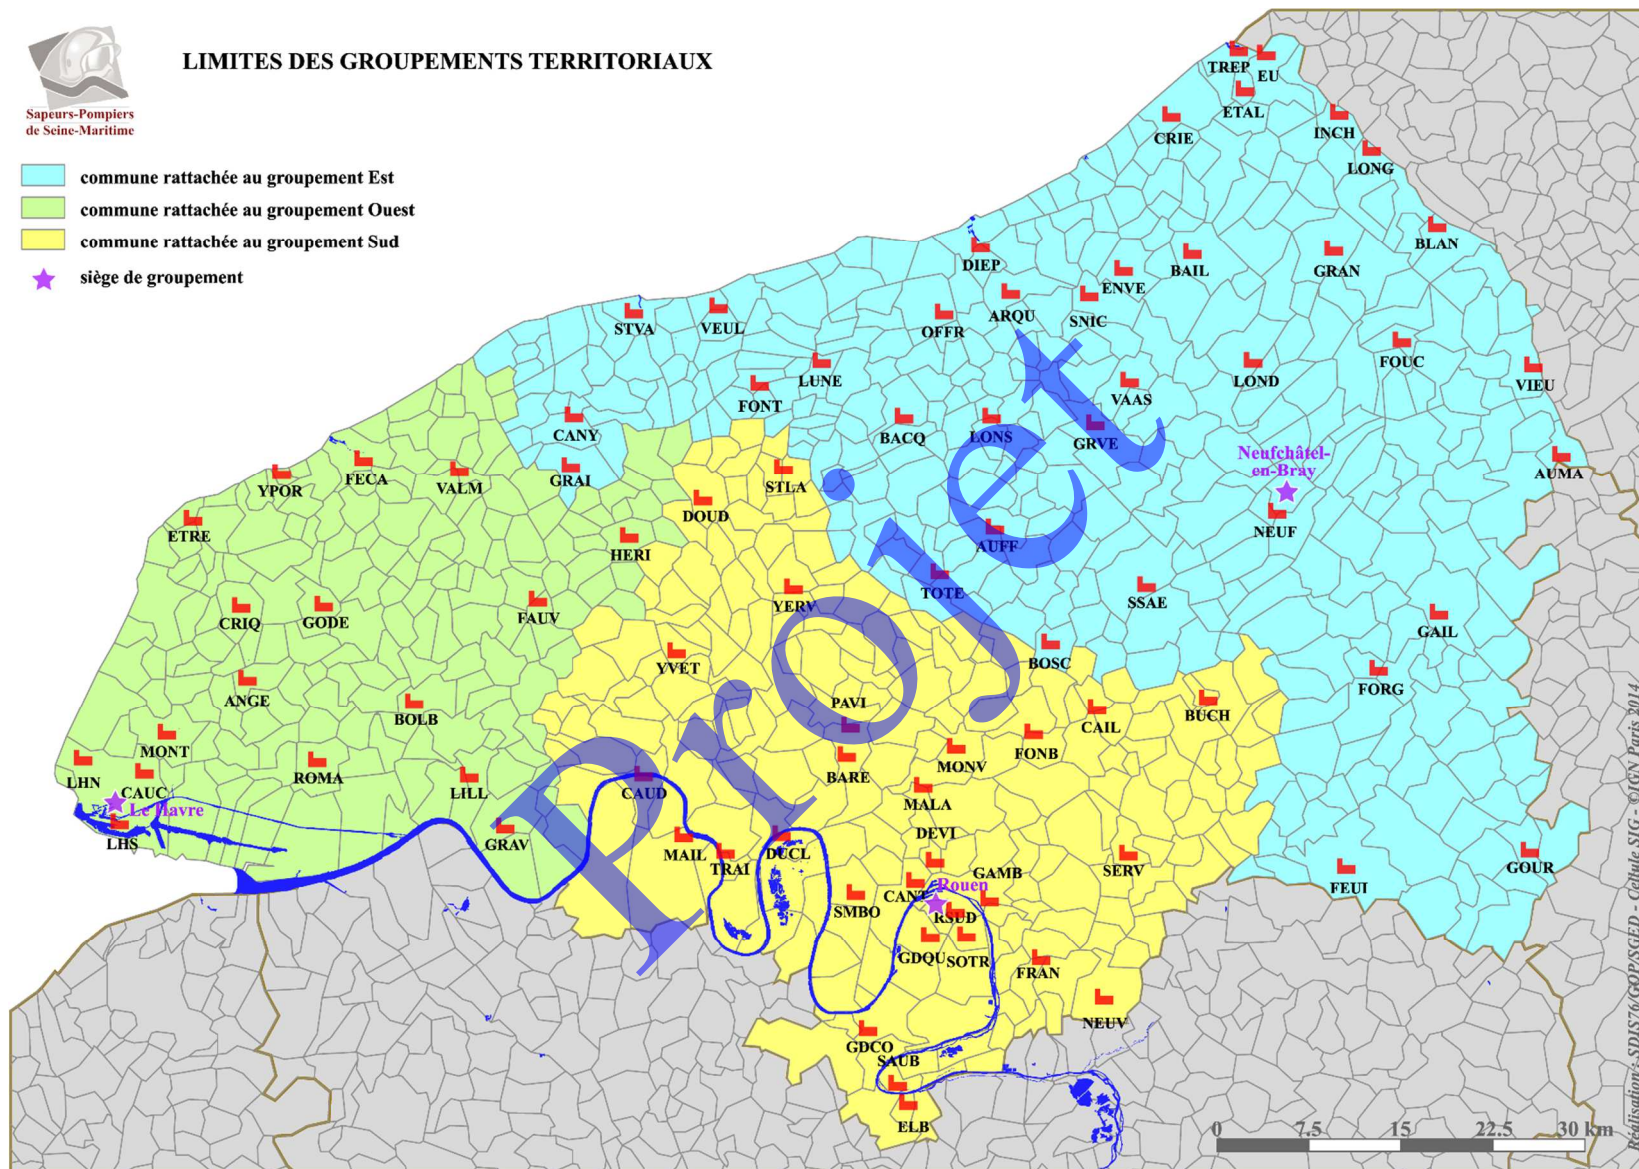 LIMITES DES GROUPEMENTS TERRITORIAUX
Sapeurs-Pompiers
de Seine-Maritime
commune rattachée au groupement Est
commune rattachée au groupement Ouest
commune rattachée au groupement Sud
siège de groupement
TREP
EU
ETAL
CRIE
INCH
LONG
BLAN
DIEP
BAIL
GRAN
ENVE
ARQU
SNIC
OFFR
STVA
VEUL
FOUC
LUNE
LOND
VIEU
FONT
VAAS
CANY
BACQ
LONS
GRVE
Neufchâtel-
en-Bray
AUMA
GRAI
STLA
FECA
VALM
YPOR
DOUD
NEUF
ETRE
HERI
AUFF
TOTE
SSAE
YERV
CRIQ
GODE
FAUV
GAIL
YVET
BOSC
FORG
ANGE
BOLB
PAVI
BUCH
CAIL
MONT
FONB
LHN
ROMA
BARE
MONV
CAUC
LILL
CAUD
MALA
Le Havre
DEVI
LHS
GRAV
MAIL
TRAI
DUCL
SERV
GOUR
GAMB
FEUI
Rouen
CANT
SMBO
RSUD
GDQU
SOTR
FRAN
NEUV
GDCO
SAUB
ELB
Projet
0 7.5 15 22.5 30 km
Réalisation : SDIS76/GOP/SGED - Cellule SIG - ©IGN Paris 2014